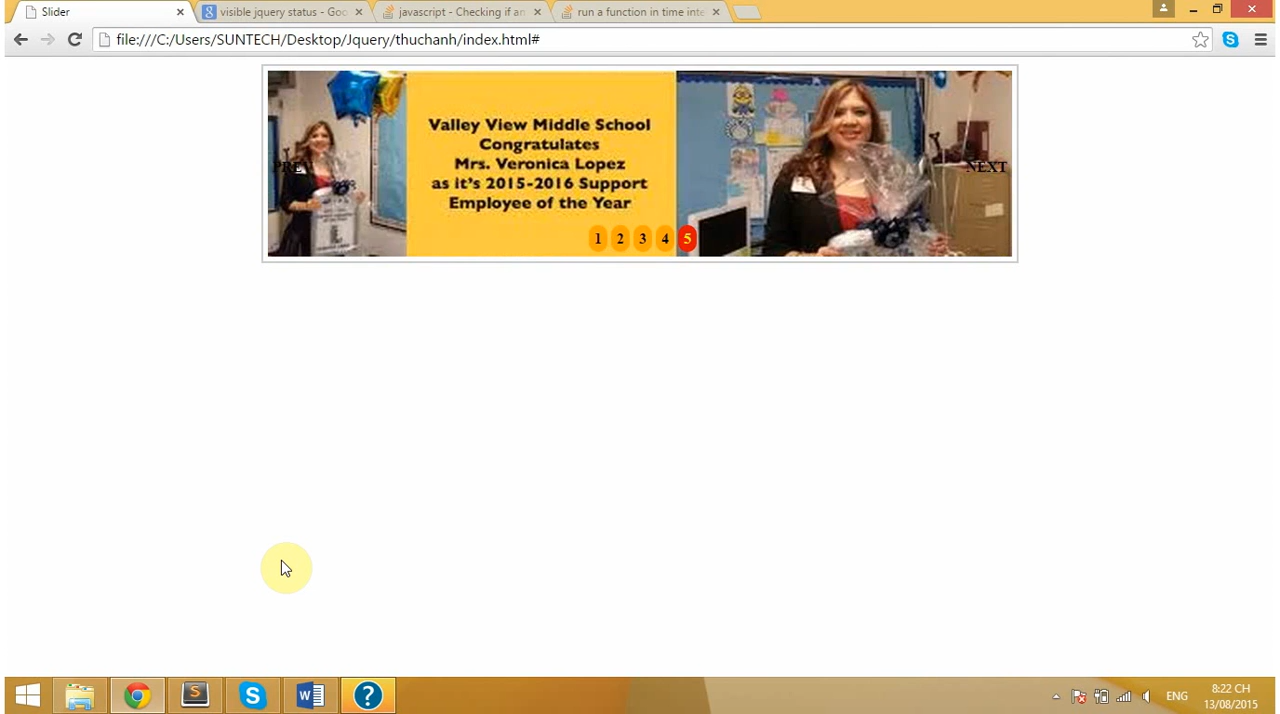 Slider
visible jquery status - Goo
javascript - Checking if an
run a function in time inte
file:///C:/Users/SUNTECH/Desktop/Jquery/thuchanh/index.html#
Valley View Middle School
Congratulates
Mrs. Veronica Lopez
as it's 2015-2016 Support
Employee of the Year
PREV
NEXT
1 2 3 4 5
ENG
8:22 CH
13/08/2015